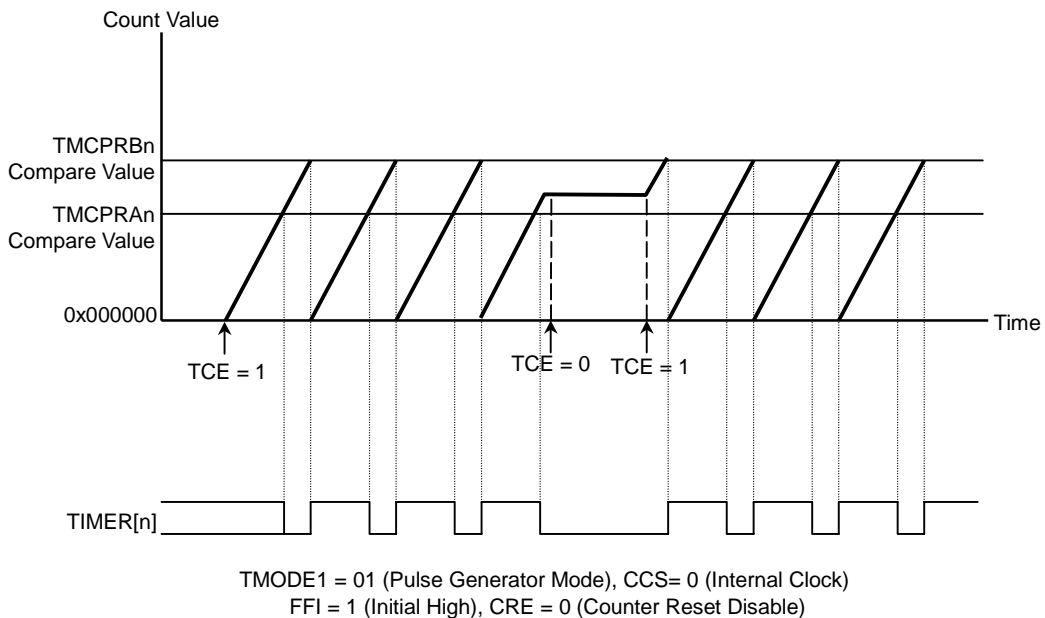 Count Value
TMCPRBn
Compare Value
TMCPRAn
Compare Value
0x000000
Time
TCE = 1
TCE = 0
TCE = 1
TIMER[n]
TMODE1 = 01 (Pulse Generator Mode), CCS= 0 (Internal Clock)
FFI = 1 (Initial High), CRE = 0 (Counter Reset Disable)